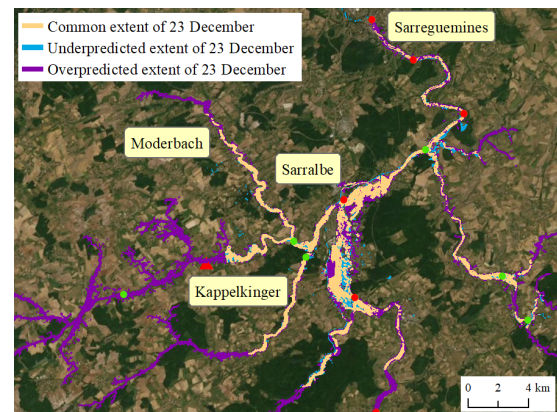 Common extent of 23 December
Underpredicted extent of 23 December
Overpredicted extent of 23 December
Sarreguemines
Moderbach
Sarralbe
Kappelkinger
0 2 4 km